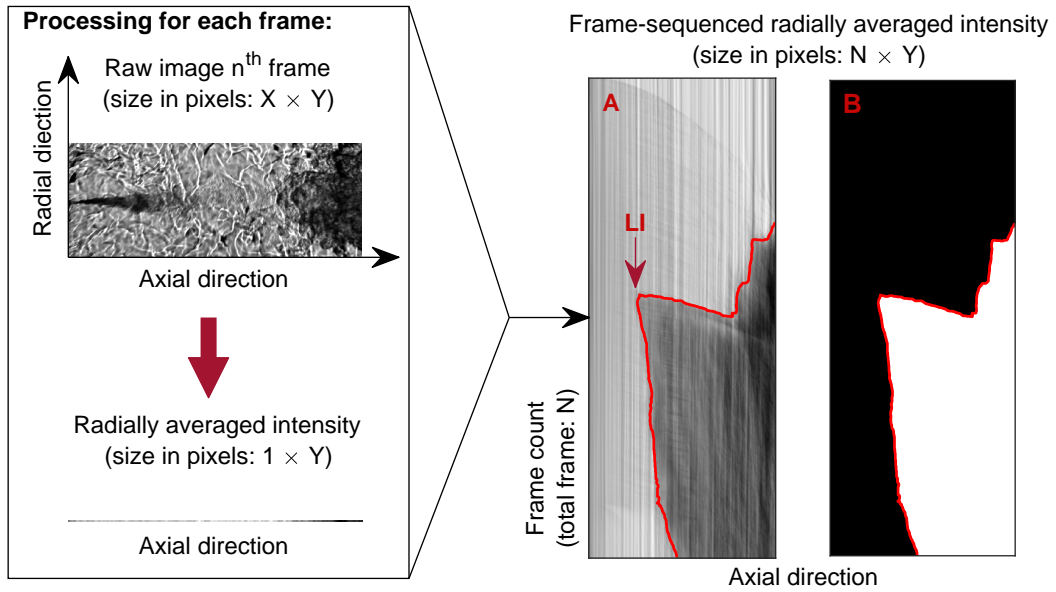 Processing for each frame:
Raw image n^th frame
(size in pixels: X × Y)
Radial diection
Axial direction
Radially averaged intensity
(size in pixels: 1 × Y)
Axial direction
Frame-sequenced radially averaged intensity
(size in pixels: N × Y)
A
B
LI
Frame count
(total frame: N)
Axial direction